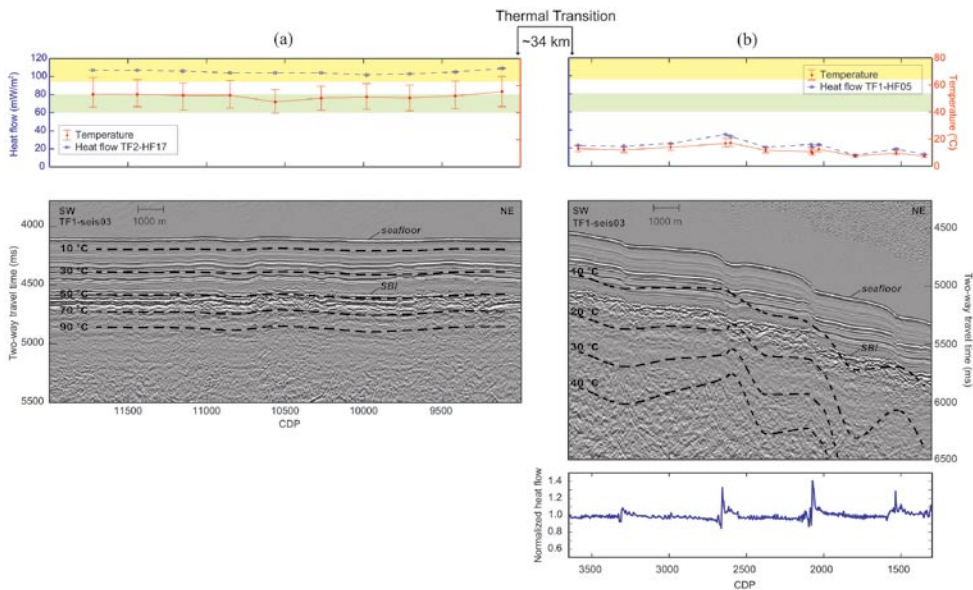 Thermal Transition
(a)
~34 km
(b)
Heat flow (mW/m²)
120
100
80
60
40
20
0
Temperature
Heat flow TF2-HF17
Temperature
Heat flow TF1-HF05
80
60
40
20
0
Temperature (°C)
SW
TF1-seis03
1000 m
NE
seafloor
10 °C
30 °C
50 °C
SBI
70 °C
90 °C
Two-way travel time (ms)
4000
4500
5000
5500
11500
11000
10500
10000
9500
CDP
SW
TF1-seis03
1000 m
NE
10 °C
seafloor
20 °C
SBI
30 °C
40 °C
4500
5000
5500
6000
6500
Two-way travel time (ms)
Normalized heat flow
1.4
1.2
1.0
0.8
0.6
3500
3000
2500
2000
1500
CDP